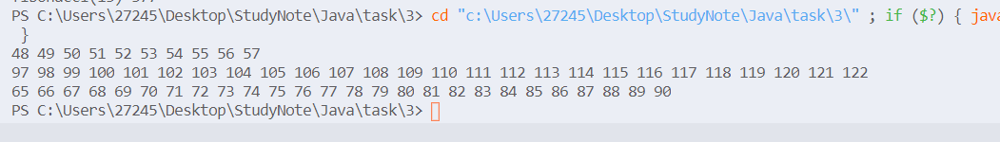 PS C:\Users\27245\Desktop\StudyNote\Java\task\3> cd "c:\Users\27245\Desktop\StudyNote\Java\task\3\" ; if ($?) { java
}
48 49 50 51 52 53 54 55 56 57
97 98 99 100 101 102 103 104 105 106 107 108 109 110 111 112 113 114 115 116 117 118 119 120 121 122
65 66 67 68 69 70 71 72 73 74 75 76 77 78 79 80 81 82 83 84 85 86 87 88 89 90
PS C:\Users\27245\Desktop\StudyNote\Java\task\3>